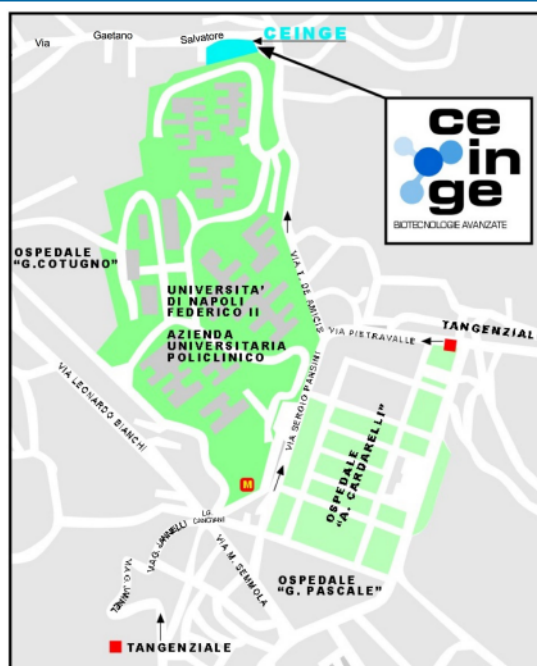 Via Gaetano Salvatore
CEINGE
ce
in
ge
BIOTECNOLOGIE AVANZATE
OSPEDALE
"G.COTUGNO"
UNIVERSITA'
DI NAPOLI
FEDERICO II
AZIENDA
UNIVERSITARIA
POLICLINICO
VIA T. DE AMICIS
VIA PIETRAVALLE
TANGENZIAL
VIA SERGIO PANSINI
VIA LEONARDO BIANCHI
OSPEDALE
"A. CARDARELLI"
M
LG.
CANGIANI
VIA G. JANNELLI
VIA G. JANNELLI
VIA M. SEMMOLA
OSPEDALE
"G. PASCALE"
TANGENZIALE